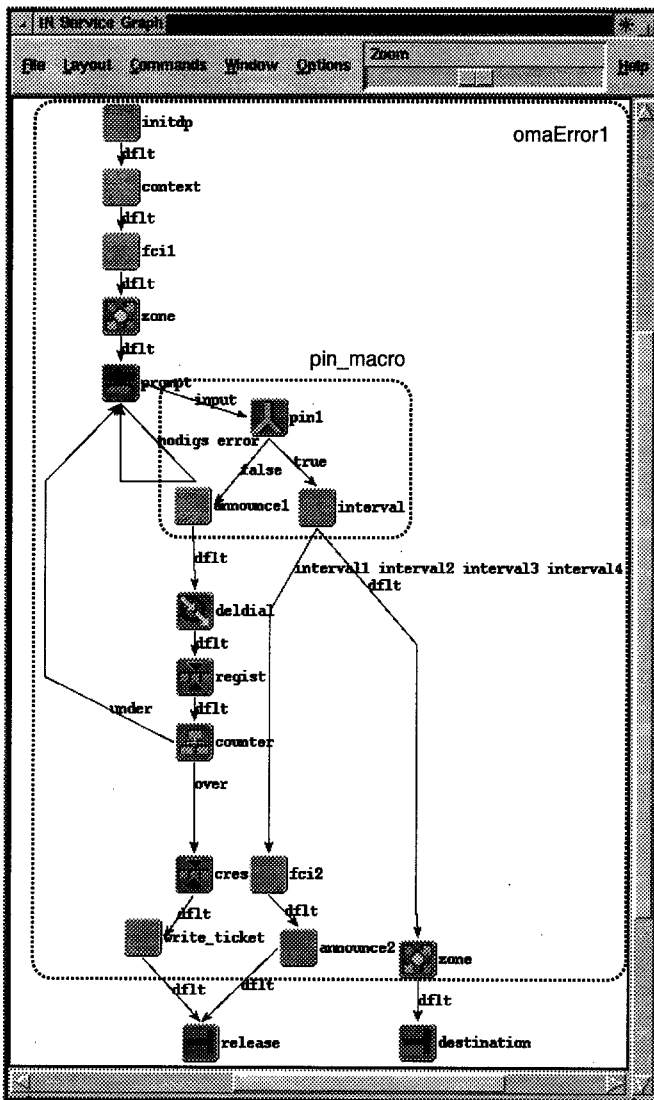 IN Service Graph
File Layout Commands Window Options Zoom Help
initdp
omaError1
dflt
context
dflt
fci1
dflt
zone
dflt
pin_macro
prompt
input
pin1
nodigs error
false
true
announce1
interval
dflt
interval1 interval2 interval3 interval4
dflt
deldial
dflt
regist
dflt
under
counter
over
cres
fci2
dflt
dflt
write_ticket
announce2
zone
dflt
dflt
dflt
release
destination